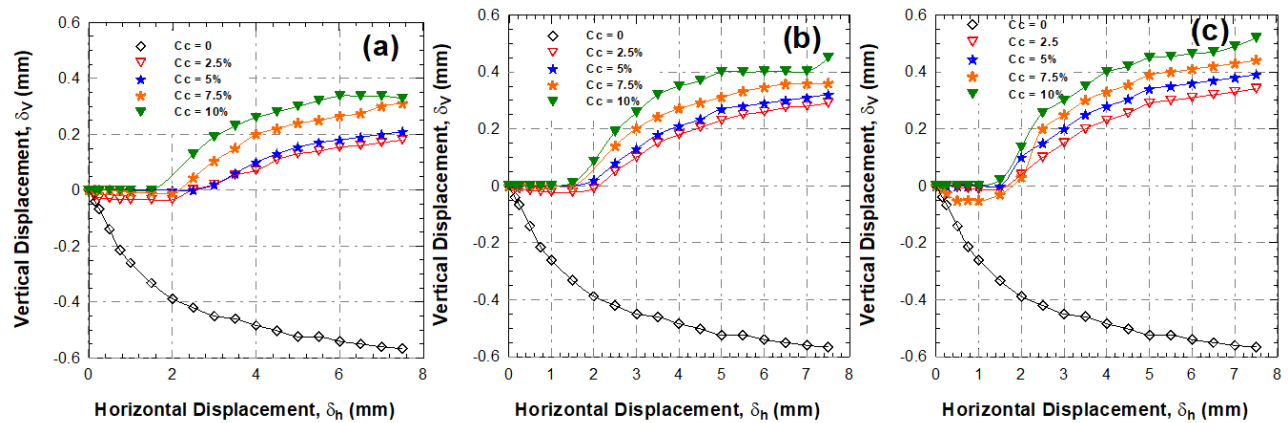 0.6
0.4
0.2
0
-0.2
-0.4
-0.6
Vertical Displacement, δV (mm)
(a)
Cc = 0
Cc = 2.5%
Cc = 5%
Cc = 7.5%
Cc = 10%
0 2 4 6 8
Horizontal Displacement, δh (mm)
0.6
0.4
0.2
0
-0.2
-0.4
-0.6
Vertical Displacement, δV (mm)
(b)
Cc = 0
Cc = 2.5%
Cc = 5%
Cc = 7.5%
Cc = 10%
0 1 2 3 4 5 6 7 8
Horizontal Displacement, δh (mm)
0.6
0.4
0.2
0
-0.2
-0.4
-0.6
Vertical Displacement, δV (mm)
(c)
Cc = 0
Cc = 2.5
Cc = 5%
Cc = 7.5%
Cc = 10%
0 1 2 3 4 5 6 7 8
Horizontal Displacement, δh (mm)